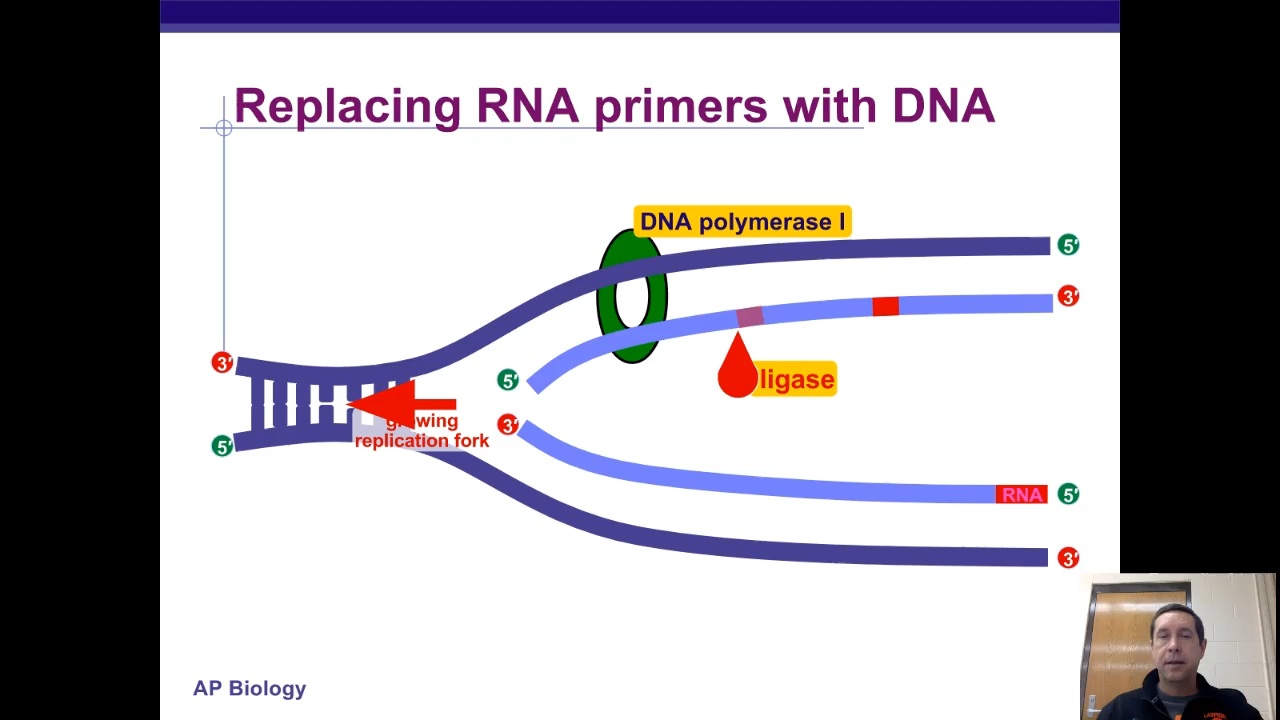 Replacing RNA primers with DNA
DNA polymerase I
5′
3′
ligase
3′
5′
3′
growing
replication fork
5′
RNA
5′
3′
AP Biology